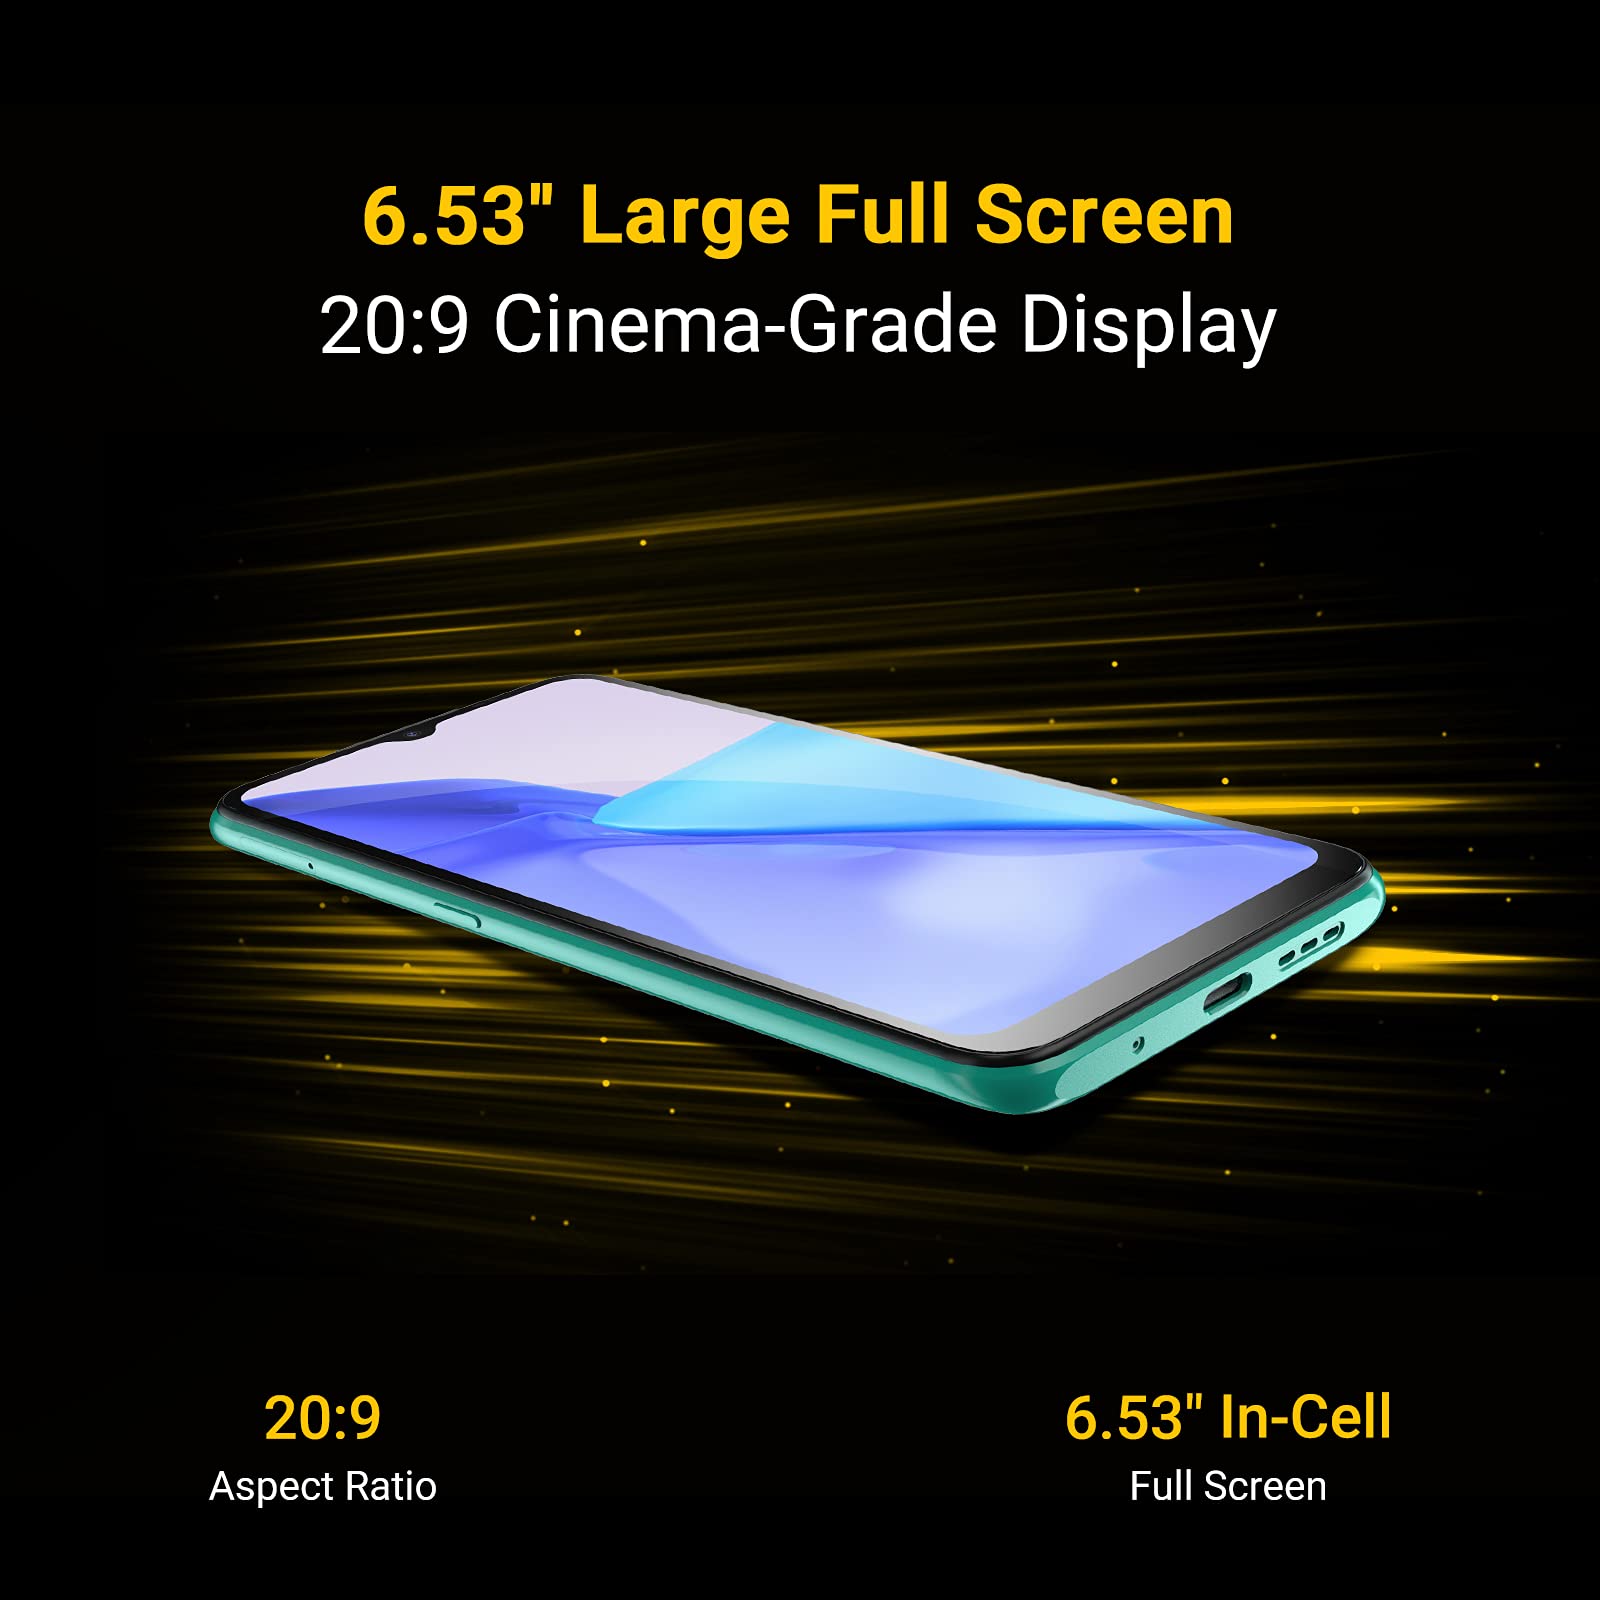 6.53" Large Full Screen
20:9 Cinema-Grade Display
20:9
Aspect Ratio
6.53" In-Cell
Full Screen